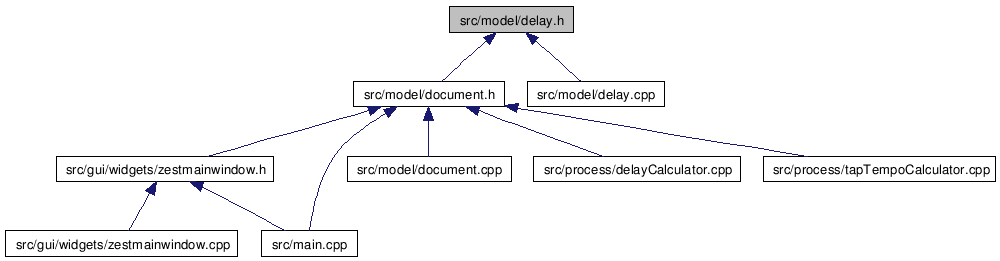 src/model/delay.h
src/model/document.h
src/model/delay.cpp
src/gui/widgets/zestmainwindow.h
src/model/document.cpp
src/process/delayCalculator.cpp
src/process/tapTempoCalculator.cpp
src/gui/widgets/zestmainwindow.cpp
src/main.cpp